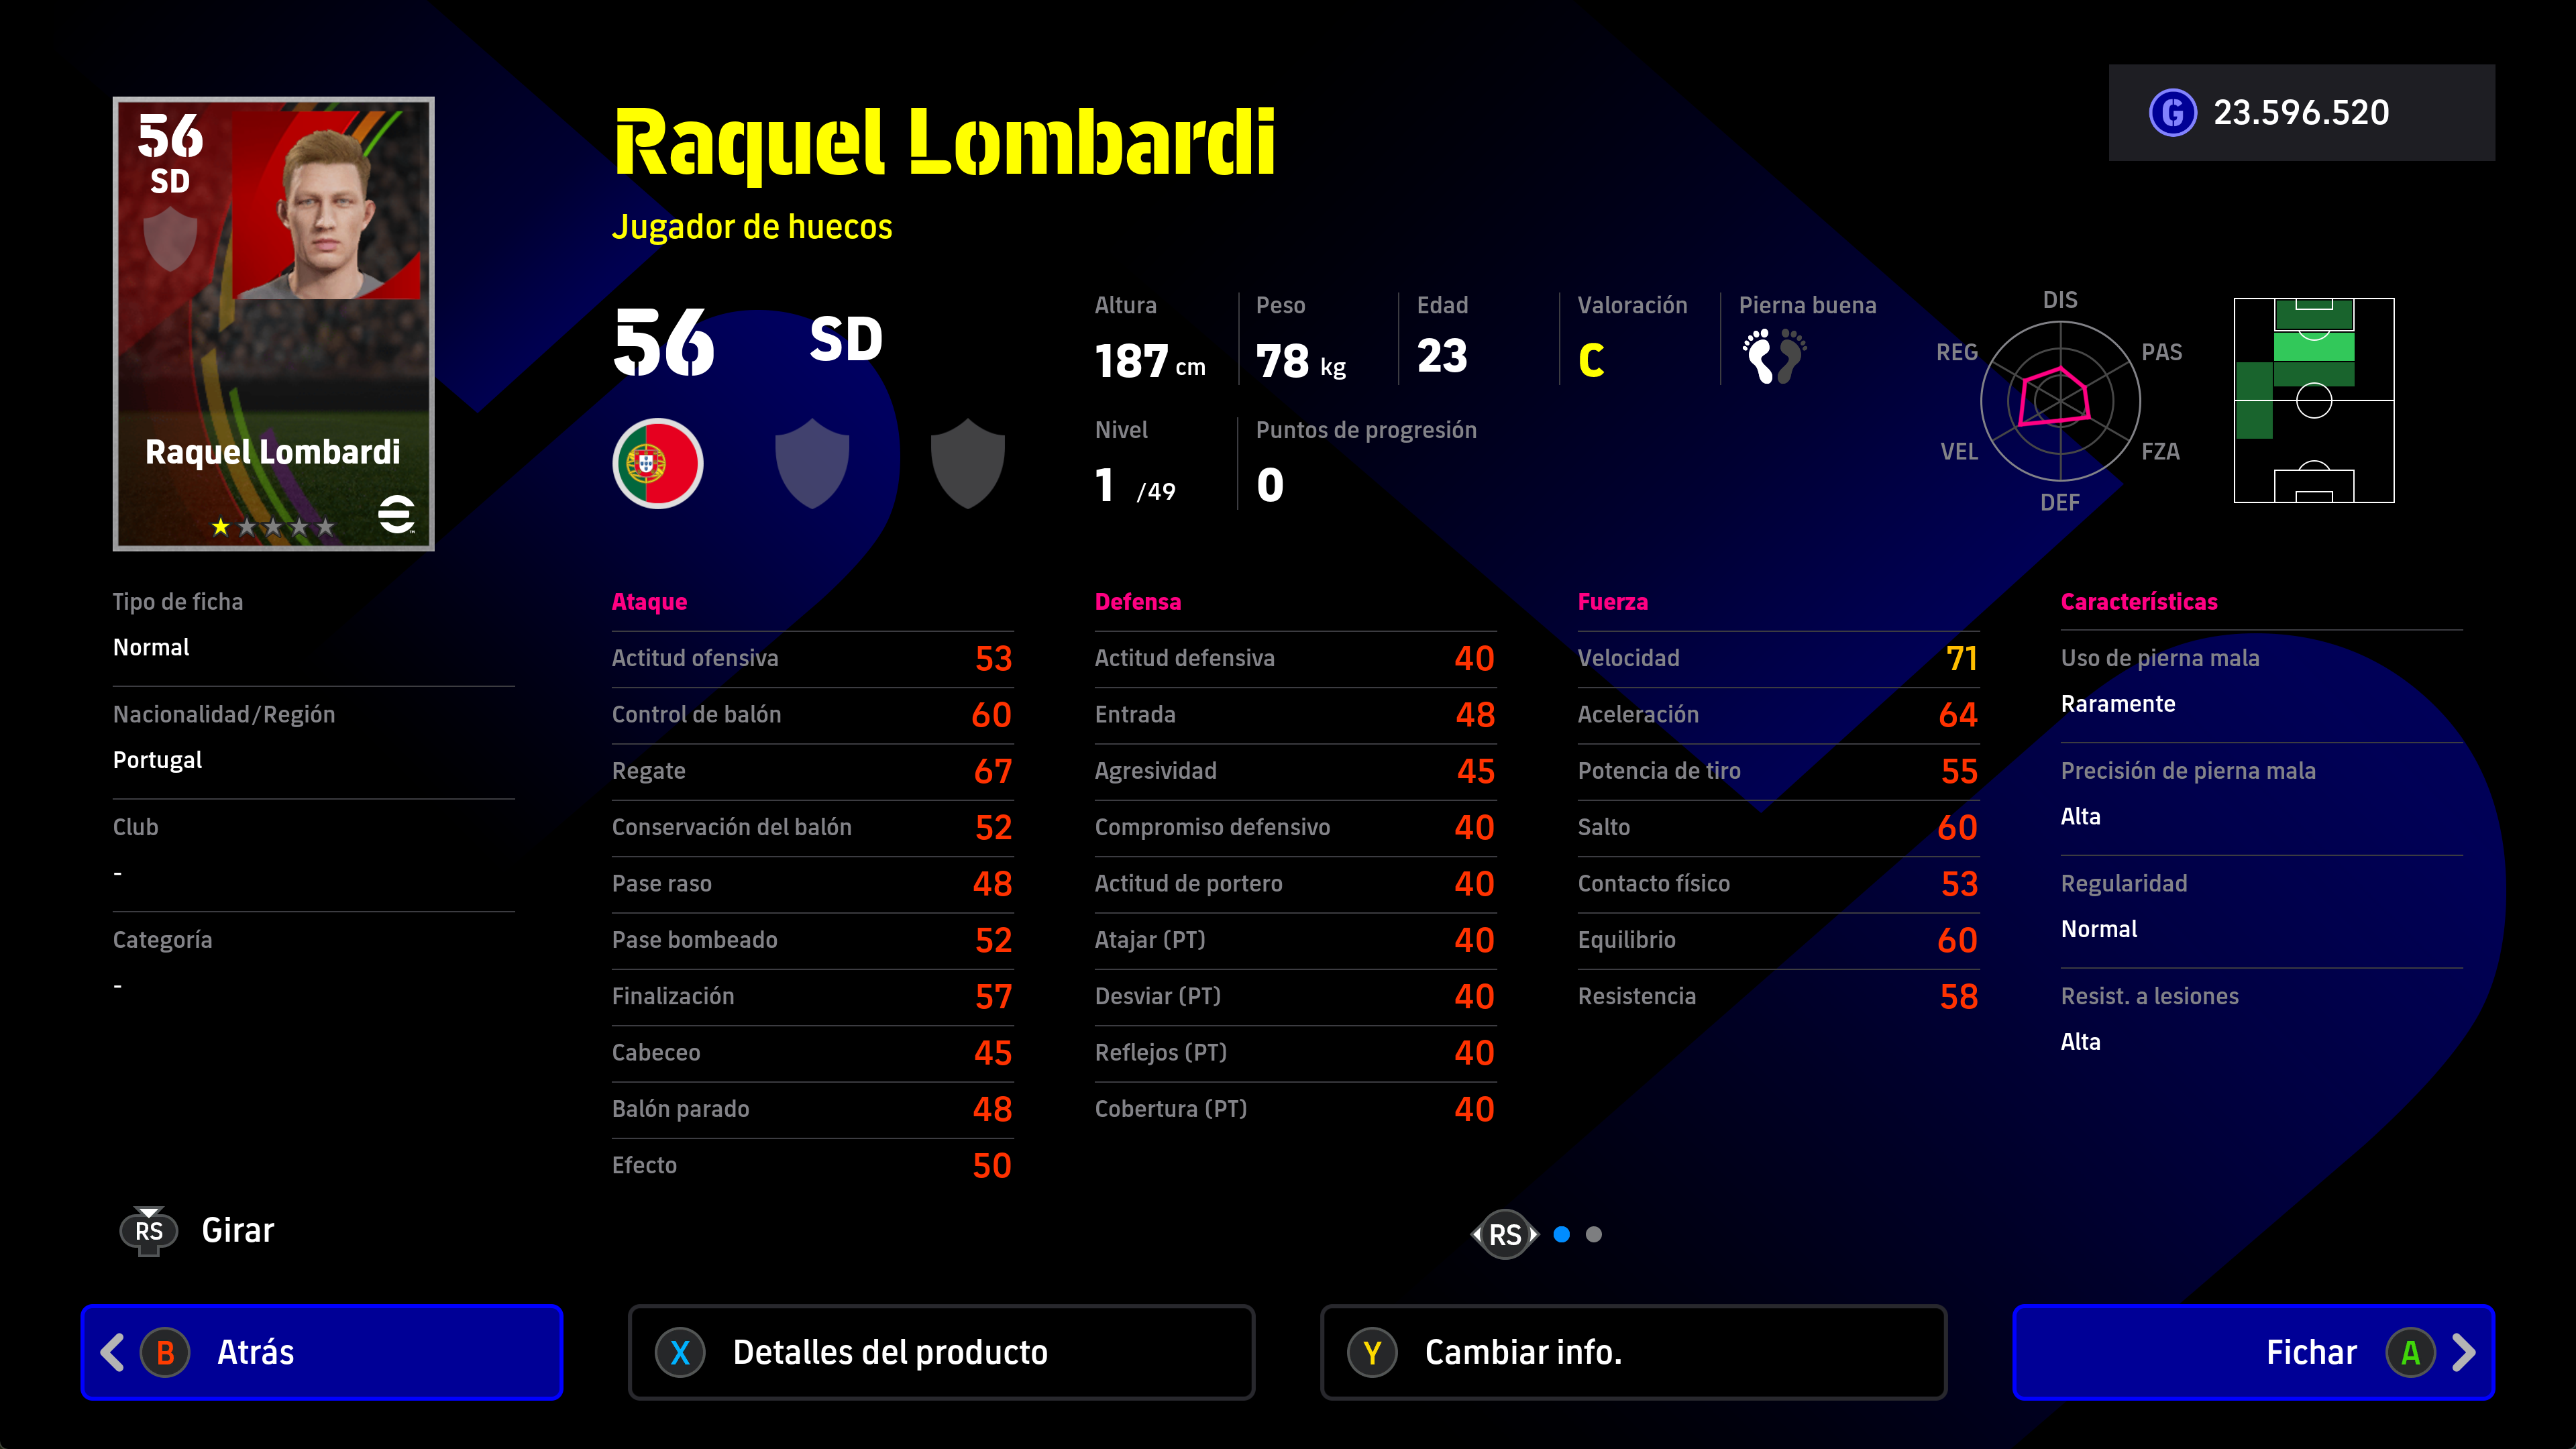 56
SD
Raquel Lombardi
Raquel Lombardi
Jugador de huecos
G 23.596.520
56 SD
Altura
187 cm
Peso
78 kg
Edad
23
Valoración
C
Pierna buena
Nivel
1 /49
Puntos de progresión
0
DIS
PAS
FZA
DEF
VEL
REG
Tipo de ficha
Normal
Nacionalidad/Región
Portugal
Club
-
Categoría
-
Ataque
Actitud ofensiva 53
Control de balón 60
Regate 67
Conservación del balón 52
Pase raso 48
Pase bombeado 52
Finalización 57
Cabeceo 45
Balón parado 48
Efecto 50
Defensa
Actitud defensiva 40
Entrada 48
Agresividad 45
Compromiso defensivo 40
Actitud de portero 40
Atajar (PT) 40
Desviar (PT) 40
Reflejos (PT) 40
Cobertura (PT) 40
Fuerza
Velocidad 71
Aceleración 64
Potencia de tiro 55
Salto 60
Contacto físico 53
Equilibrio 60
Resistencia 58
Características
Uso de pierna mala
Raramente
Precisión de pierna mala
Alta
Regularidad
Normal
Resist. a lesiones
Alta
RS Girar
RS
B Atrás
X Detalles del producto
Y Cambiar info.
Fichar A